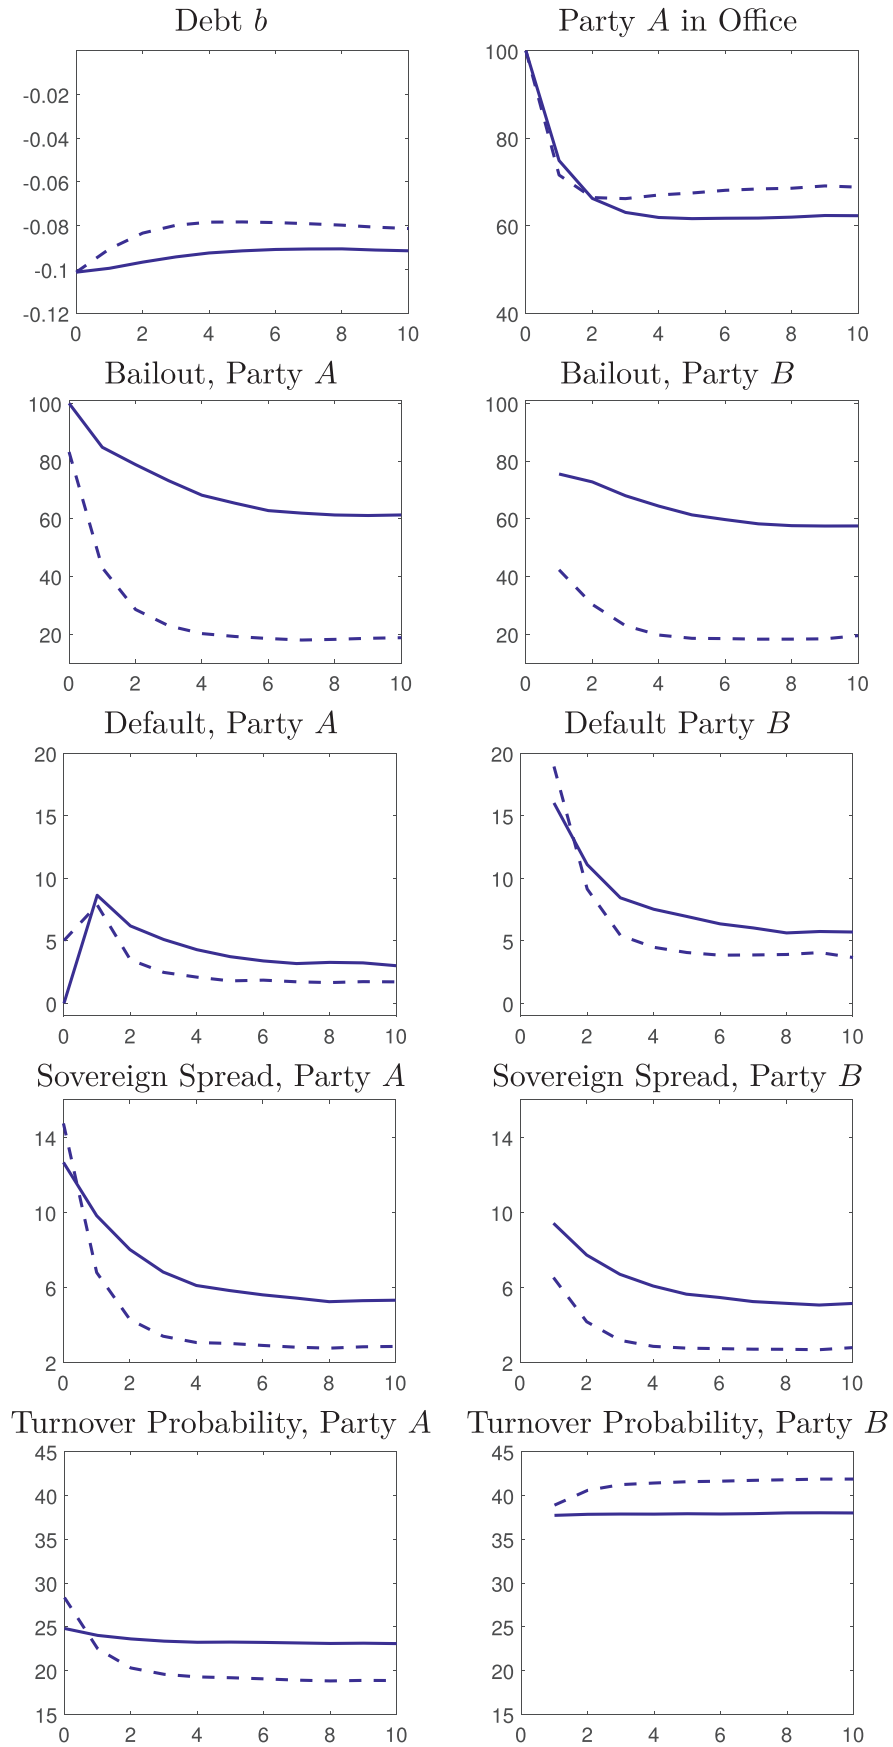 Debt b
-0.02
-0.04
-0.06
-0.08
-0.1
-0.12
0 2 4 6 8 10
Party A in Office
100
80
60
40
0 2 4 6 8 10
Bailout, Party A
100
80
60
40
20
0 2 4 6 8 10
Bailout, Party B
100
80
60
40
20
0 2 4 6 8 10
Default, Party A
20
15
10
5
0
0 2 4 6 8 10
Default Party B
20
15
10
5
0
0 2 4 6 8 10
Sovereign Spread, Party A
14
10
6
2
0 2 4 6 8 10
Sovereign Spread, Party B
14
10
6
2
0 2 4 6 8 10
Turnover Probability, Party A
45
40
35
30
25
20
15
0 2 4 6 8 10
Turnover Probability, Party B
45
40
35
30
25
20
15
0 2 4 6 8 10